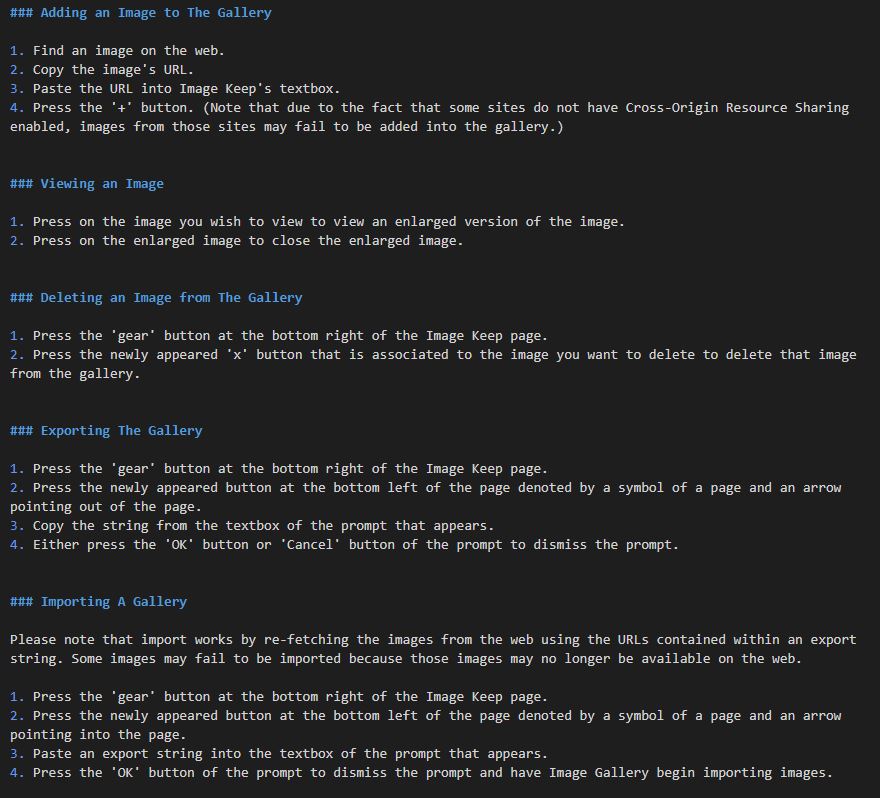 ### Adding an Image to The Gallery
1. Find an image on the web.
2. Copy the image's URL.
3. Paste the URL into Image Keep's textbox.
4. Press the '+' button. (Note that due to the fact that some sites do not have Cross-Origin Resource Sharing
enabled, images from those sites may fail to be added into the gallery.)
### Viewing an Image
1. Press on the image you wish to view to view an enlarged version of the image.
2. Press on the enlarged image to close the enlarged image.
### Deleting an Image from The Gallery
1. Press the 'gear' button at the bottom right of the Image Keep page.
2. Press the newly appeared 'x' button that is associated to the image you want to delete to delete that image
from the gallery.
### Exporting The Gallery
1. Press the 'gear' button at the bottom right of the Image Keep page.
2. Press the newly appeared button at the bottom left of the page denoted by a symbol of a page and an arrow
pointing out of the page.
3. Copy the string from the textbox of the prompt that appears.
4. Either press the 'OK' button or 'Cancel' button of the prompt to dismiss the prompt.
### Importing A Gallery
Please note that import works by re-fetching the images from the web using the URLs contained within an export
string. Some images may fail to be imported because those images may no longer be available on the web.
1. Press the 'gear' button at the bottom right of the Image Keep page.
2. Press the newly appeared button at the bottom left of the page denoted by a symbol of a page and an arrow
pointing into the page.
3. Paste an export string into the textbox of the prompt that appears.
4. Press the 'OK' button of the prompt to dismiss the prompt and have Image Gallery begin importing images.